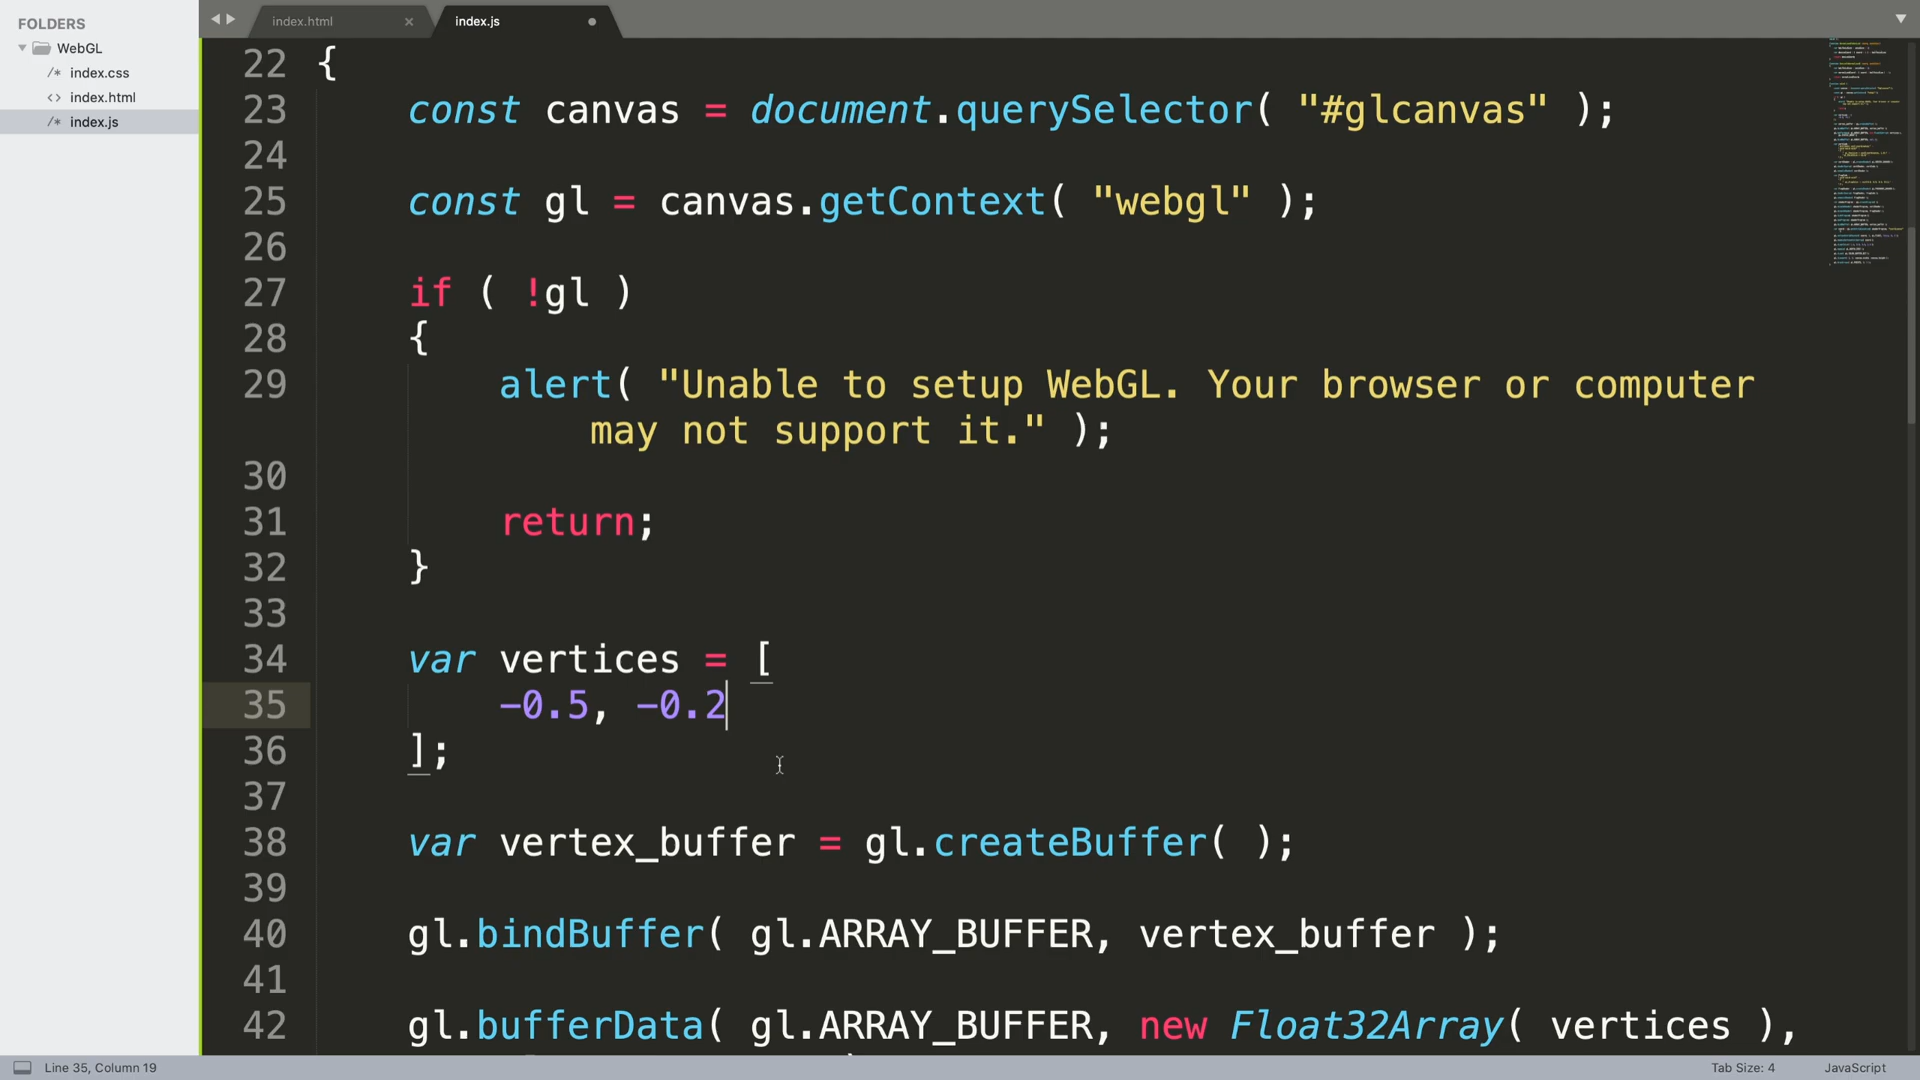 FOLDERS
WebGL
/* index.css
<> index.html
/* index.js
index.html ×
index.js
22 {
23 const canvas = document.querySelector( "#glcanvas" );
24
25 const gl = canvas.getContext( "webgl" );
26
27 if ( !gl )
28 {
29 alert( "Unable to setup WebGL. Your browser or computer
may not support it." );
30
31 return;
32 }
33
34 var vertices = [
35 -0.5, -0.2
36 ];
37
38 var vertex_buffer = gl.createBuffer( );
39
40 gl.bindBuffer( gl.ARRAY_BUFFER, vertex_buffer );
41
42 gl.bufferData( gl.ARRAY_BUFFER, new Float32Array( vertices ),
Line 35, Column 19
Tab Size: 4
JavaScript